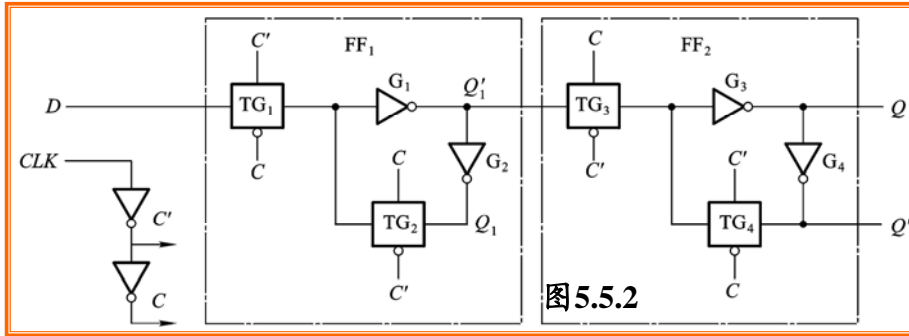 C′
FF₁
C
FF₂
D
TG₁
G₁
Q′₁
TG₃
G₃
Q
CLK
C
C
G₂
C′
C′
G₄
C′
TG₂
Q₁
TG₄
Q′
C
C′
C
图5.5.2